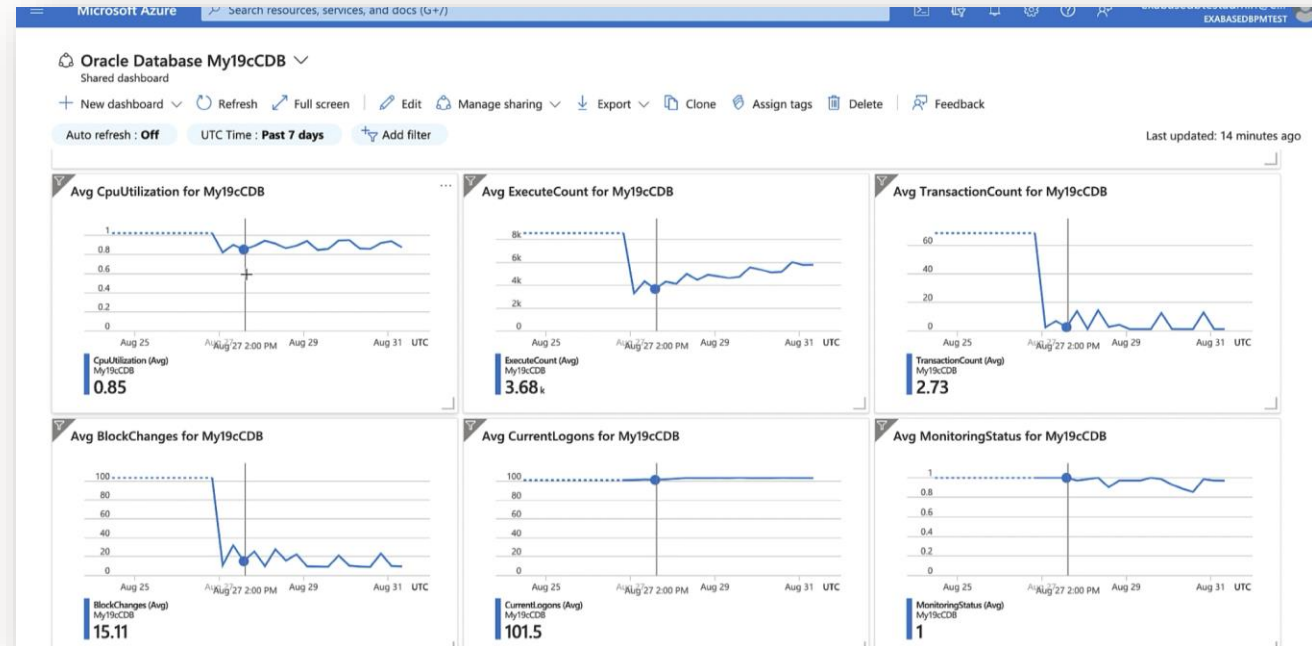 Microsoft Azure
Search resources, services, and docs (G+/)
EXABASEDBPMTEST
Oracle Database My19cCDB
Shared dashboard
New dashboard Refresh Full screen Edit Manage sharing Export Clone Assign tags Delete Feedback
Auto refresh : Off UTC Time : Past 7 days Add filter Last updated: 14 minutes ago
Avg CpuUtilization for My19cCDB
1
0.8
0.6
0.4
0.2
0
Aug 25 Aug 27 2:00 PM Aug 29 Aug 31 UTC
CpuUtilization (Avg)
My19cCDB
0.85
Avg ExecuteCount for My19cCDB
8k
6k
4k
2k
0
Aug 25 Aug 27 2:00 PM Aug 29 Aug 31 UTC
ExecuteCount (Avg)
My19cCDB
3.68k
Avg TransactionCount for My19cCDB
60
40
20
0
Aug 25 Aug 27 2:00 PM Aug 29 Aug 31 UTC
TransactionCount (Avg)
My19cCDB
2.73
Avg BlockChanges for My19cCDB
100
80
60
40
20
0
Aug 25 Aug 27 2:00 PM Aug 29 Aug 31 UTC
BlockChanges (Avg)
My19cCDB
15.11
Avg CurrentLogons for My19cCDB
100
80
60
40
20
0
Aug 25 Aug 27 2:00 PM Aug 29 Aug 31 UTC
CurrentLogons (Avg)
My19cCDB
101.5
Avg MonitoringStatus for My19cCDB
1
0.8
0.6
0.4
0.2
0
Aug 25 Aug 27 2:00 PM Aug 29 Aug 31 UTC
MonitoringStatus (Avg)
My19cCDB
1